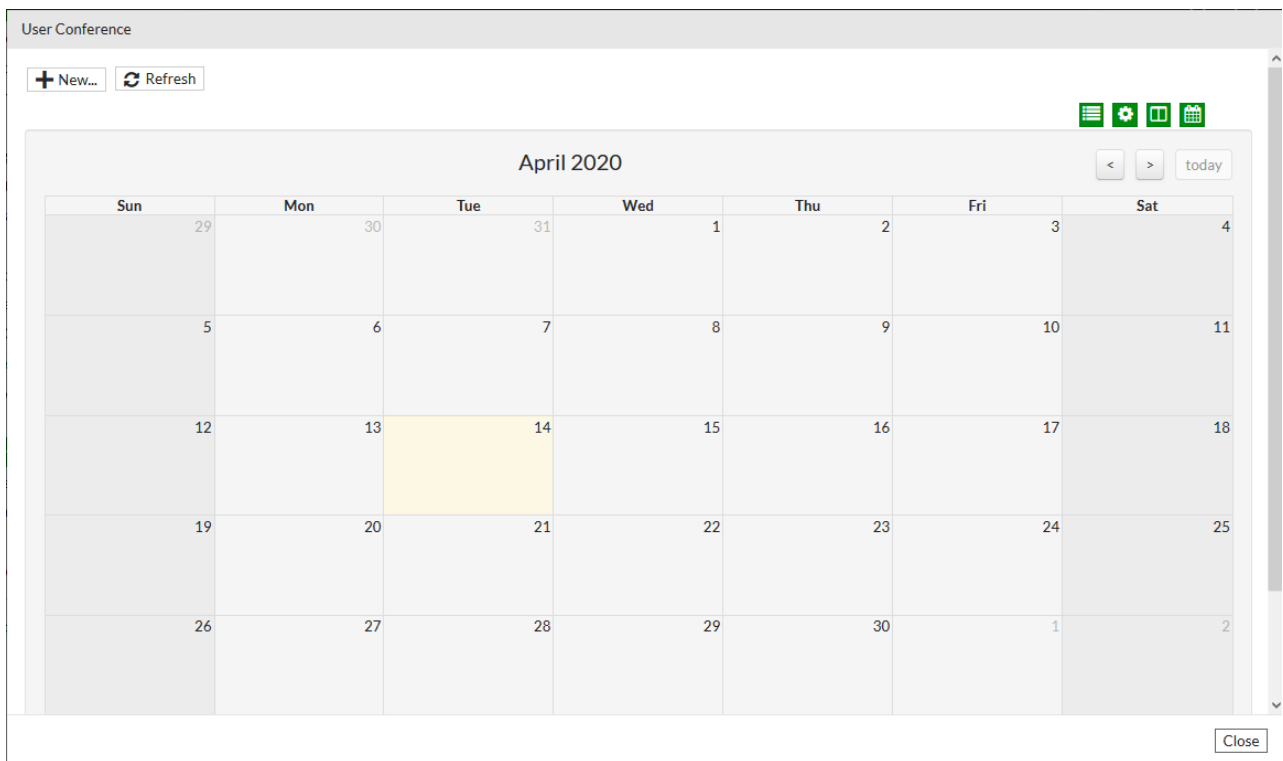 User Conference
New... Refresh
April 2020 < > today
Sun Mon Tue Wed Thu Fri Sat
29 30 31 1 2 3 4
5 6 7 8 9 10 11
12 13 14 15 16 17 18
19 20 21 22 23 24 25
26 27 28 29 30 1 2
Close